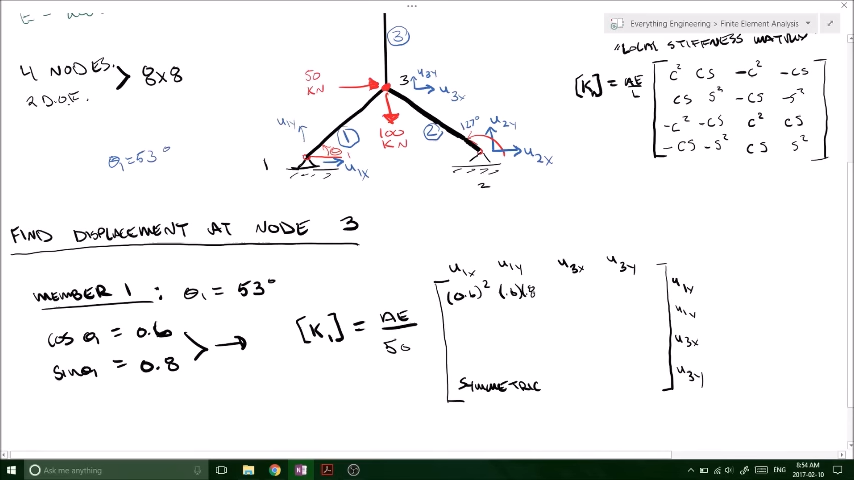 Everything Engineering > Finite Element Analysis
"LOCAL STIFFNESS MATRIX
4 NODES.
2 D.O.F.
> 8x8
θ₁ = 53°
3
50
KN
3
u3y
u3x
u1y
1
θ
u1x
1
100
KN
2
127°
u2y
u2x
2
[K] = AE/L
c² cs -c² -cs
cs s² -cs -s²
-c² -cs c² cs
-cs -s² cs s²
FIND DISPLACEMENT AT NODE 3
MEMBER 1 : θ₁ = 53°
cos θ₁ = 0.6
sin θ₁ = 0.8
[K₁] = AE/50
u1x u1y u3x u3y
(0.6)² (.6)(.8
SYMMETRIC
u1x
u1y
u3x
u3y
Ask me anything
ENG
8:54 AM
2017-02-10